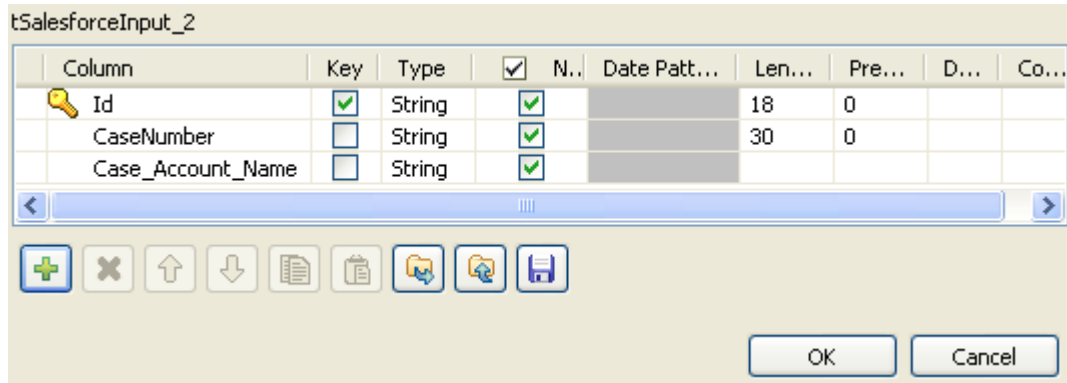 tSalesforceInput_2
Column Key Type N.. Date Patt... Len... Pre... D... Co...
Id String 18 0
CaseNumber String 30 0
Case_Account_Name String
OK Cancel